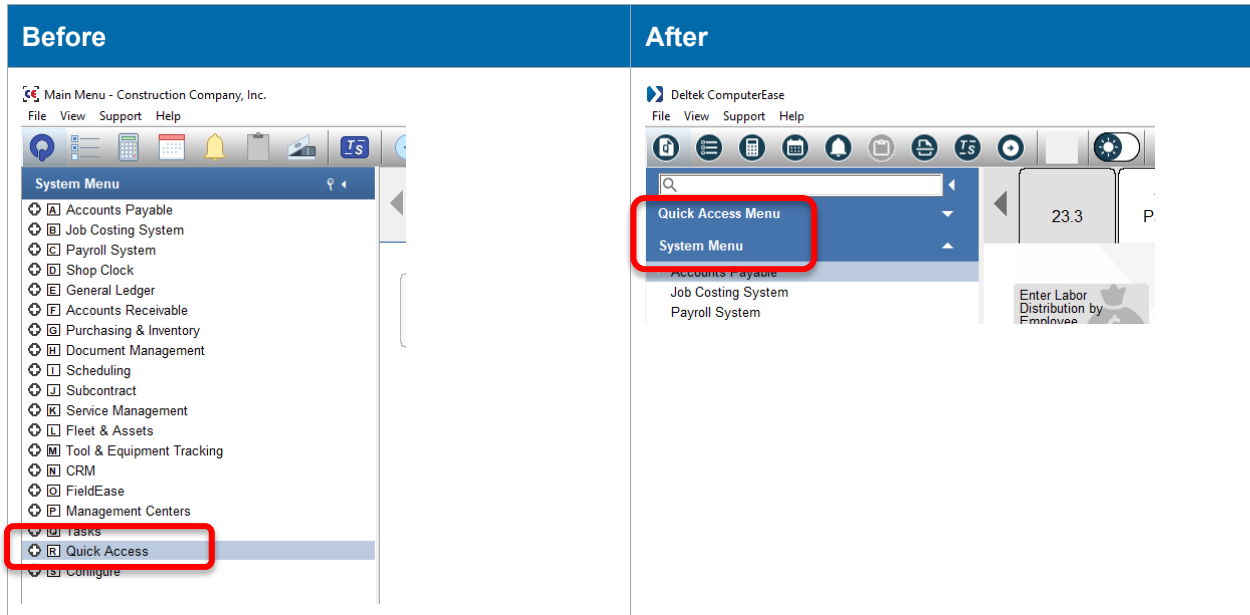 Before
After
Main Menu - Construction Company, Inc.
File View Support Help
TS
System Menu
A Accounts Payable
B Job Costing System
C Payroll System
D Shop Clock
E General Ledger
F Accounts Receivable
G Purchasing & Inventory
H Document Management
I Scheduling
J Subcontract
K Service Management
L Fleet & Assets
M Tool & Equipment Tracking
N CRM
O FieldEase
P Management Centers
Q Tasks
R Quick Access
S Configure
Deltek ComputerEase
File View Support Help
TS
Quick Access Menu
System Menu
Accounts Payable
Job Costing System
Payroll System
23.3
Enter Labor
Distribution by
Employee